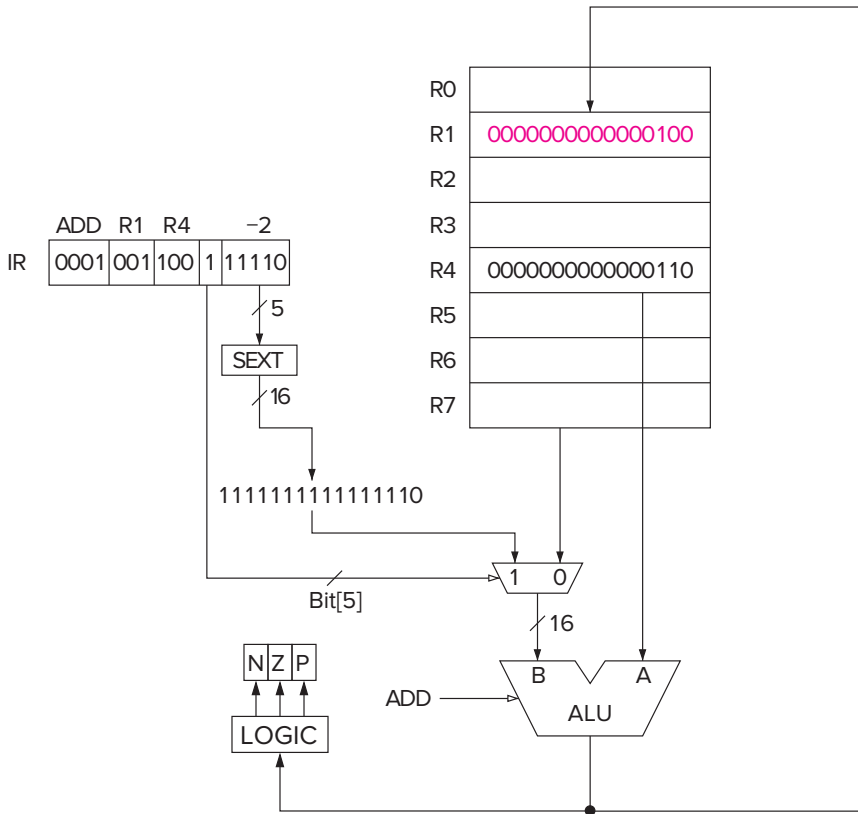 R0
R1 0000000000000100
R2
R3
ADD R1 R4 −2
IR 0001 001 100 1 11110
R4 0000000000000110
5
R5
SEXT
R6
16
R7
1111111111111110
1 0
Bit[5]
16
N Z P
B A
ADD
ALU
LOGIC